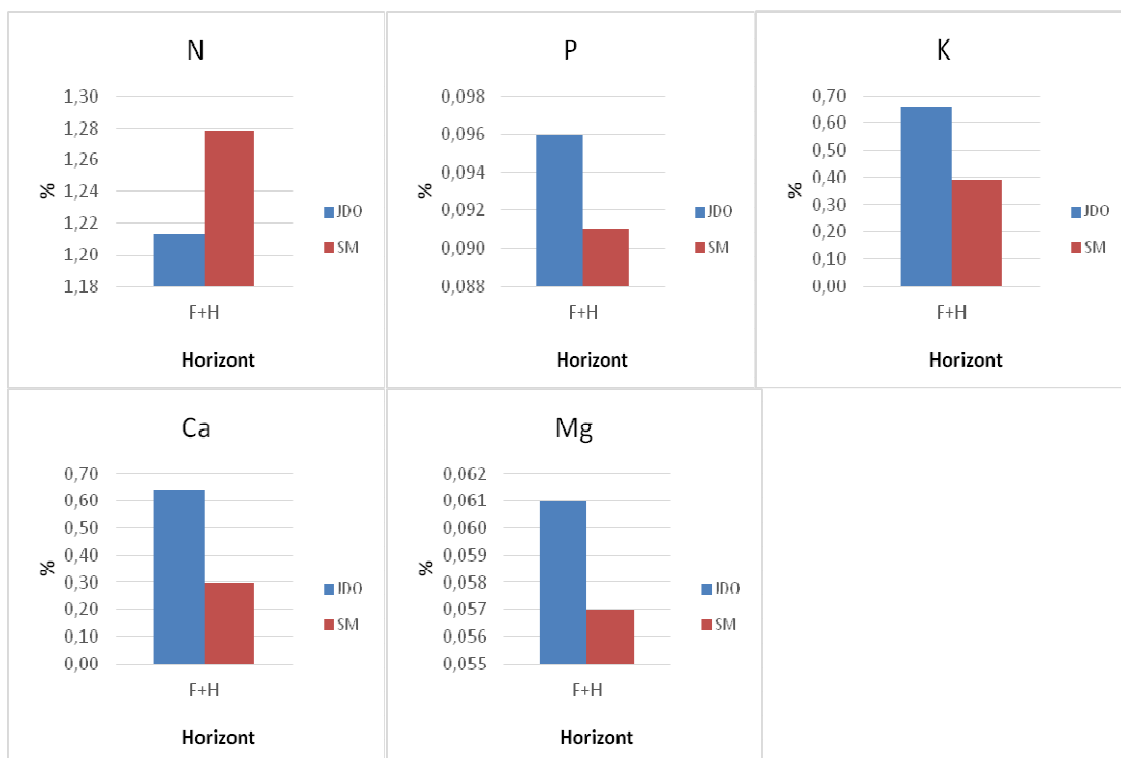 N
1,30
1,28
1,26
1,24
1,22
1,20
1,18
%
F+H
Horizont
JDO
SM
P
0,098
0,096
0,094
0,092
0,090
0,088
%
F+H
Horizont
JDO
SM
K
0,70
0,60
0,50
0,40
0,30
0,20
0,10
0,00
%
F+H
Horizont
JDO
SM
Ca
0,70
0,60
0,50
0,40
0,30
0,20
0,10
0,00
%
F+H
Horizont
JDO
SM
Mg
0,062
0,061
0,060
0,059
0,058
0,057
0,056
0,055
%
F+H
Horizont
JDO
SM